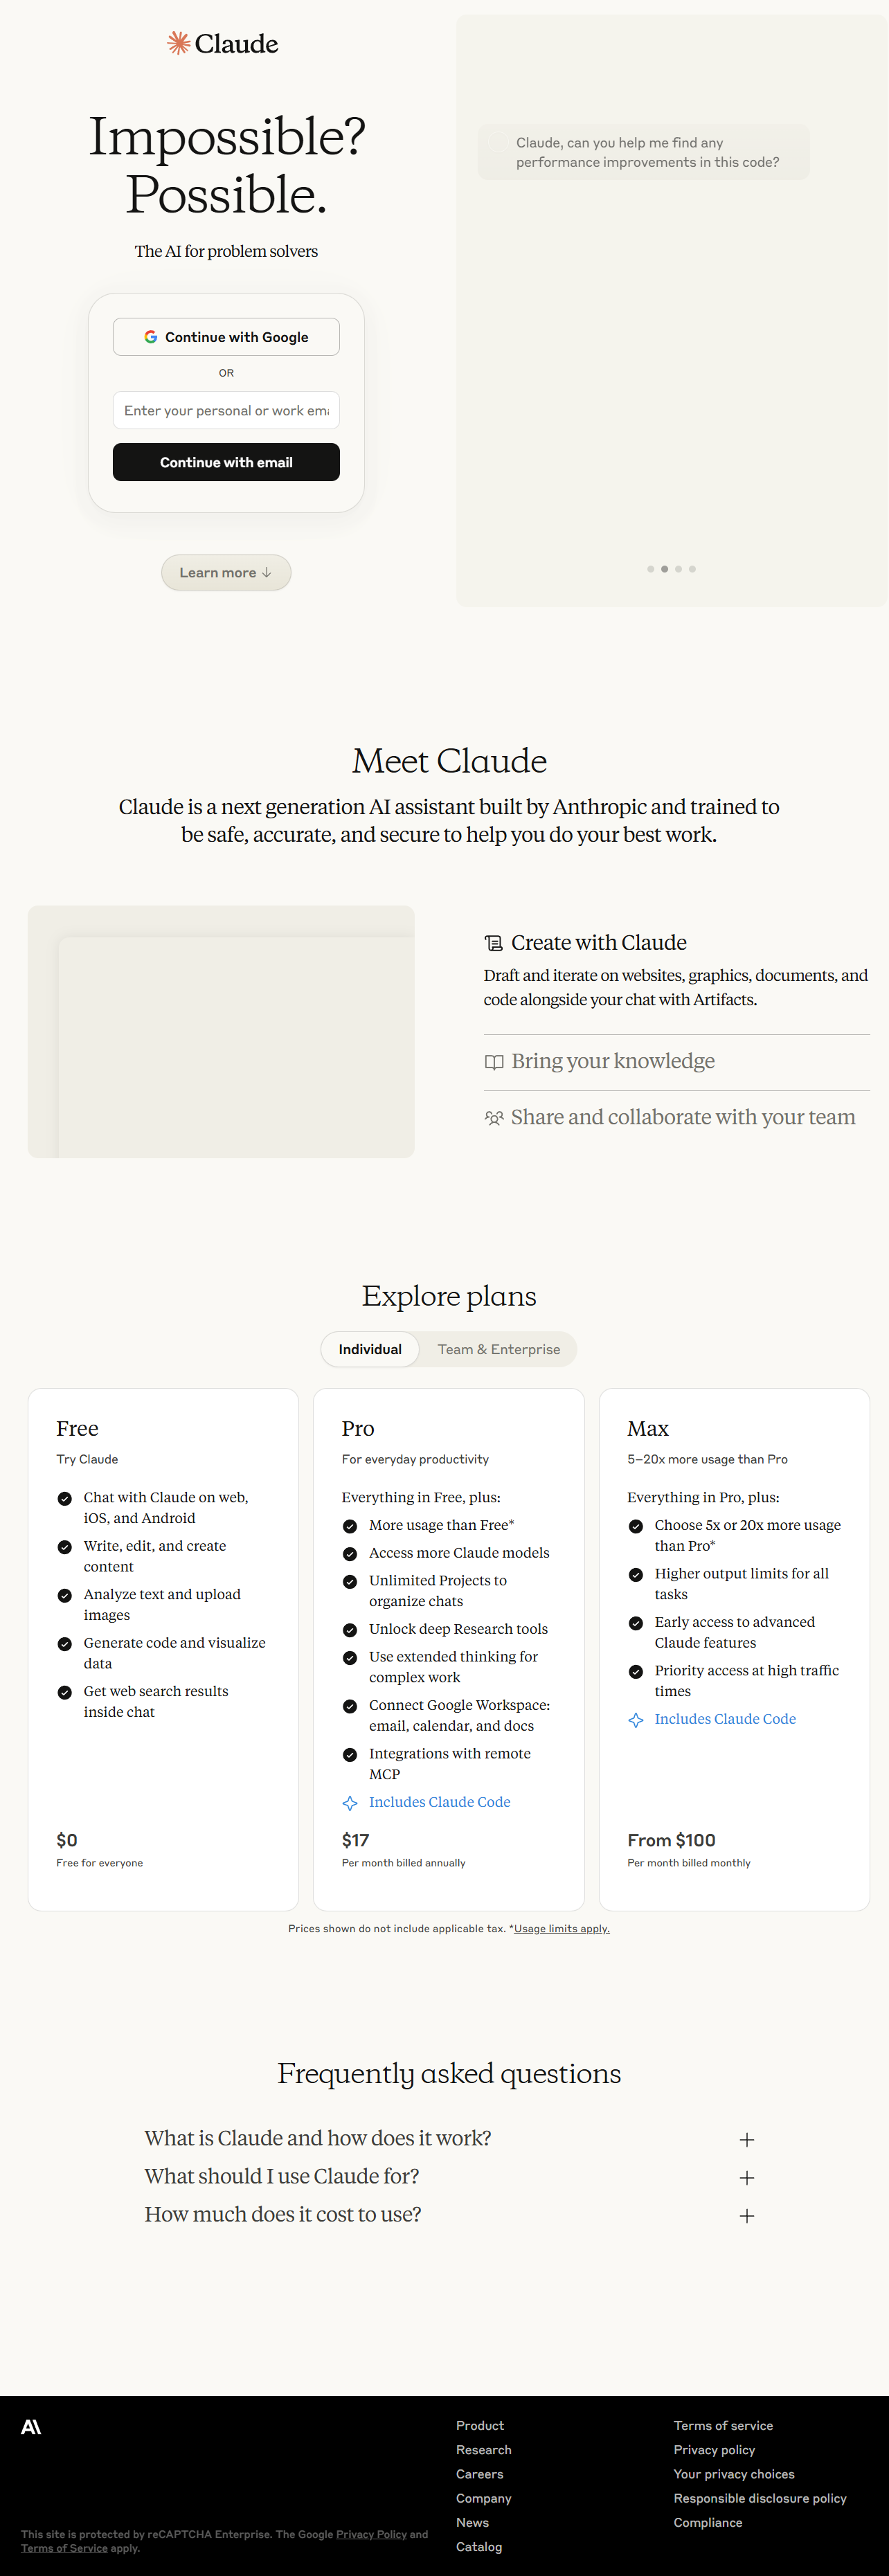 Claude
Impossible?
Possible.
The AI for problem solvers
Continue with Google
OR
Enter your personal or work ema
Continue with email
Learn more ↓
Claude, can you help me find any
performance improvements in this code?
Meet Claude
Claude is a next generation AI assistant built by Anthropic and trained to
be safe, accurate, and secure to help you do your best work.
Create with Claude
Draft and iterate on websites, graphics, documents, and
code alongside your chat with Artifacts.
Bring your knowledge
Share and collaborate with your team
Explore plans
Individual
Team & Enterprise
Free
Try Claude
Chat with Claude on web,
iOS, and Android
Write, edit, and create
content
Analyze text and upload
images
Generate code and visualize
data
Get web search results
inside chat
$0
Free for everyone
Pro
For everyday productivity
Everything in Free, plus:
More usage than Free*
Access more Claude models
Unlimited Projects to
organize chats
Unlock deep Research tools
Use extended thinking for
complex work
Connect Google Workspace:
email, calendar, and docs
Integrations with remote
MCP
Includes Claude Code
$17
Per month billed annually
Max
5–20x more usage than Pro
Everything in Pro, plus:
Choose 5x or 20x more usage
than Pro*
Higher output limits for all
tasks
Early access to advanced
Claude features
Priority access at high traffic
times
Includes Claude Code
From $100
Per month billed monthly
Prices shown do not include applicable tax. *Usage limits apply.
Frequently asked questions
What is Claude and how does it work?
What should I use Claude for?
How much does it cost to use?
This site is protected by reCAPTCHA Enterprise. The Google Privacy Policy and
Terms of Service apply.
Product
Research
Careers
Company
News
Catalog
Terms of service
Privacy policy
Your privacy choices
Responsible disclosure policy
Compliance